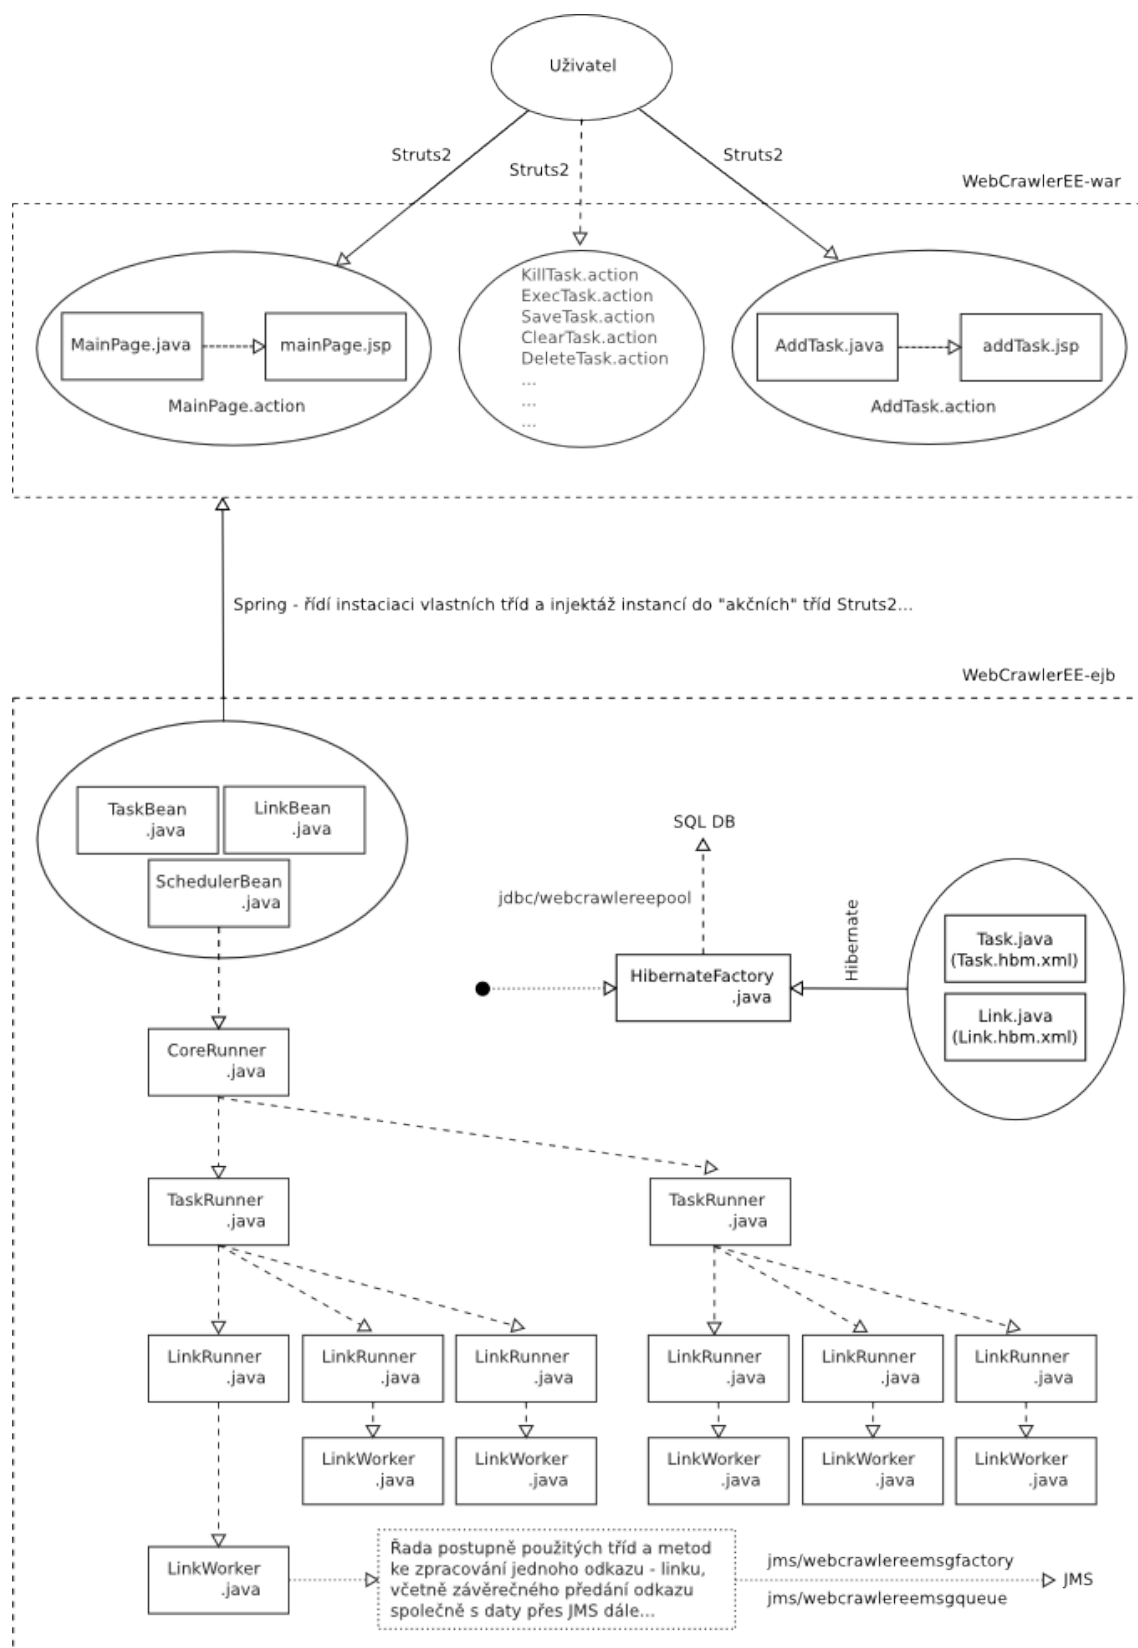 Uživatel
Struts2
Struts2
Struts2
WebCrawlerEE-war
KillTask.action
ExecTask.action
SaveTask.action
ClearTask.action
DeleteTask.action
...
...
...
MainPage.java
mainPage.jsp
MainPage.action
AddTask.java
addTask.jsp
AddTask.action
Spring - řídí instaciaci vlastních tříd a injektáž instancí do "akčních" tříd Struts2...
WebCrawlerEE-ejb
TaskBean
.java
LinkBean
.java
SchedulerBean
.java
SQL DB
jdbc/webcrawlereepool
HibernateFactory
.java
Hibernate
Task.java
(Task.hbm.xml)
Link.java
(Link.hbm.xml)
CoreRunner
.java
TaskRunner
.java
TaskRunner
.java
LinkRunner
.java
LinkRunner
.java
LinkRunner
.java
LinkRunner
.java
LinkRunner
.java
LinkRunner
.java
LinkWorker
.java
LinkWorker
.java
LinkWorker
.java
LinkWorker
.java
LinkWorker
.java
LinkWorker
.java
Řada postupně použitých tříd a metod
ke zpracování jednoho odkazu - linku,
včetně závěrečného předání odkazu
společně s daty přes JMS dále...
jms/webcrawlereemsgfactory
jms/webcrawlereemsgqueue
JMS